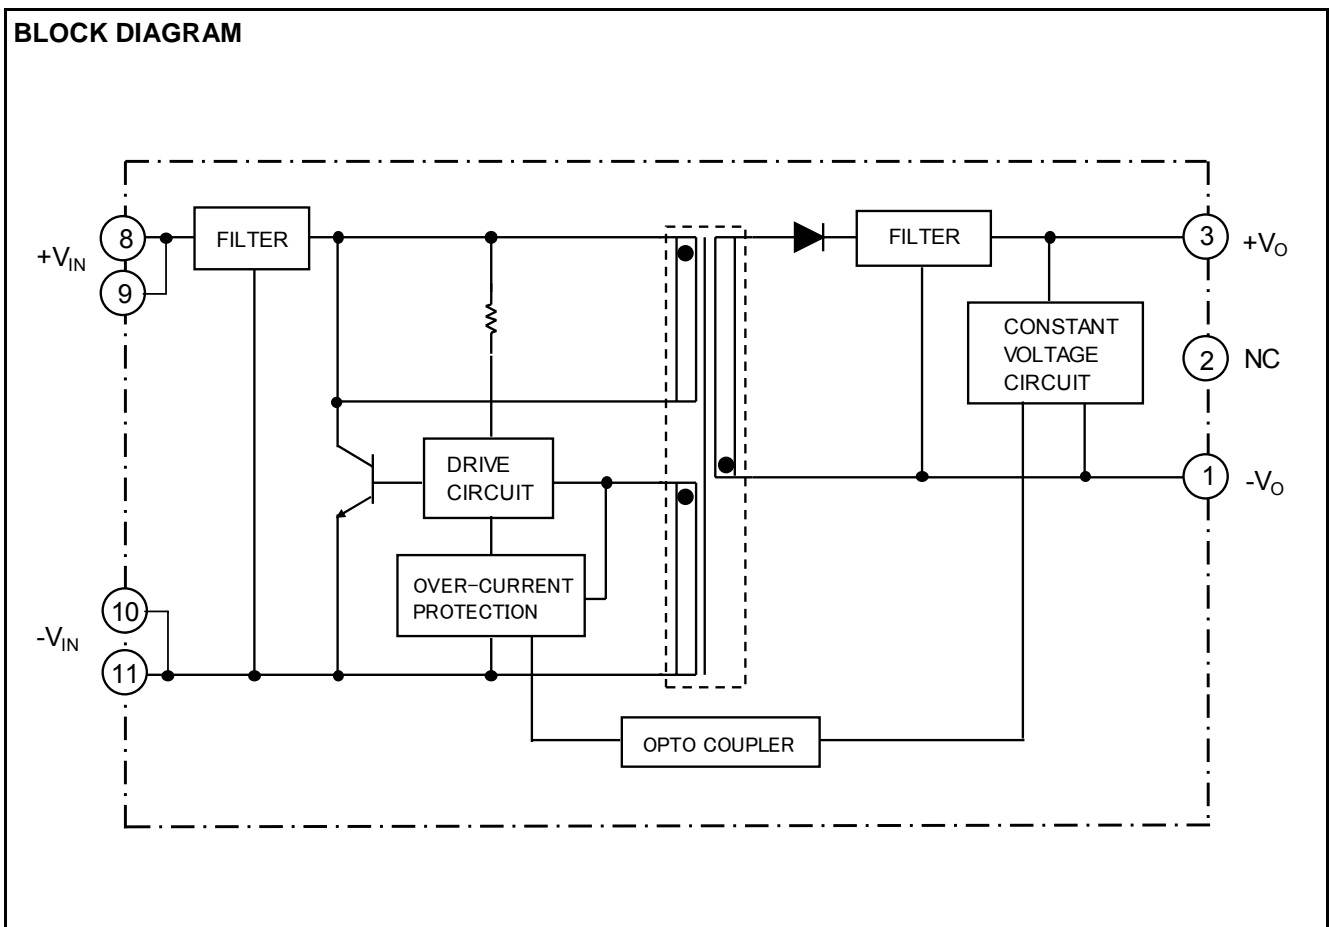 BLOCK DIAGRAM
8
+VIN
9
FILTER
FILTER
3
+VO
CONSTANT
VOLTAGE
CIRCUIT
2
NC
DRIVE
CIRCUIT
1
-VO
OVER-CURRENT
PROTECTION
10
-VIN
11
OPTO COUPLER